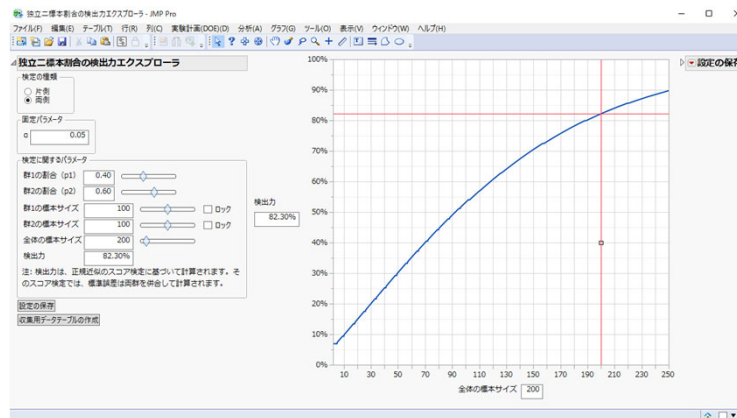 独立二標本割合の検出力エクスプローラ - JMP Pro
ファイル(F) 編集(E) テーブル(T) 行(R) 列(C) 実験計画(DOE)(D) 分析(A) グラフ(G) ツール(O) 表示(V) ウィンドウ(W) ヘルプ(H)
独立二標本割合の検出力エクスプローラ
検定の種類
片側
両側
固定パラメータ
α 0.05
検定に関するパラメータ
群1の割合 (p1) 0.40
群2の割合 (p2) 0.60
群1の標本サイズ 100 ロック
群2の標本サイズ 100 ロック
全体の標本サイズ 200
検出力 82.30%
注: 検出力は、正規近似のスコア検定に基づいて計算されます。そ
のスコア検定では、標準誤差は両群を併合して計算されます。
設定の保存
収集用データテーブルの作成
検出力
82.30%
100%
90%
80%
70%
60%
50%
40%
30%
20%
10%
0%
10 30 50 70 90 110 130 150 170 190 210 230 250
全体の標本サイズ 200
設定の保存